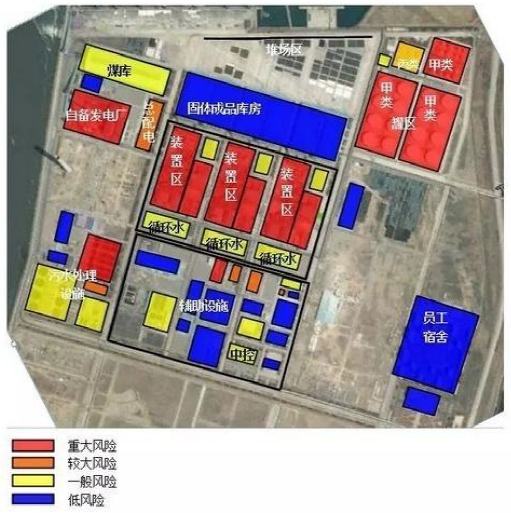 堆场区
煤库
丙类
甲类
自备发电厂
总配电
固体成品库房
甲类
甲类
罐区
装置区
装置区
装置区
循环水
循环水
循环水
污水处理
设施
辅助设施
中控
员工
宿舍
重大风险
较大风险
一般风险
低风险